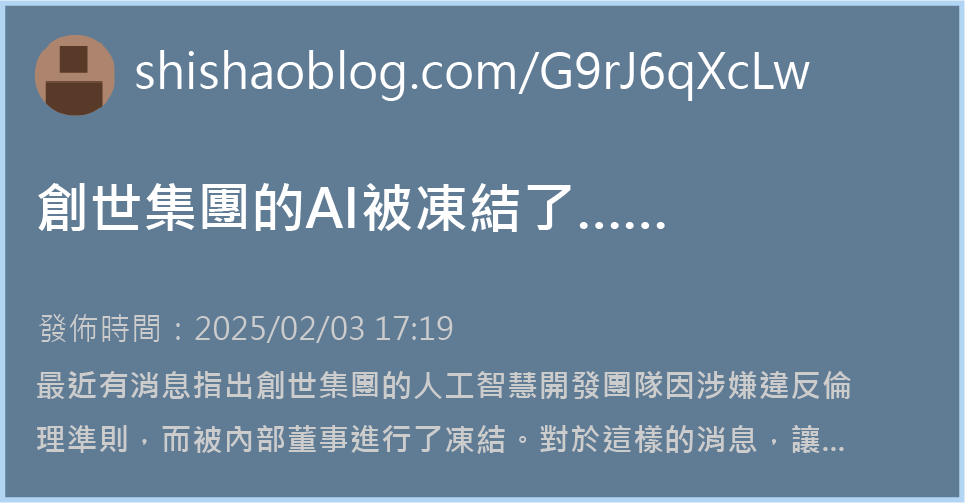 shishaoblog.com/G9rJ6qXcLw
創世集團的AI被凍結了……
發佈時間：2025/02/03 17:19
最近有消息指出創世集團的人工智慧開發團隊因涉嫌違反倫
理準則，而被內部董事進行了凍結。對於這樣的消息，讓...